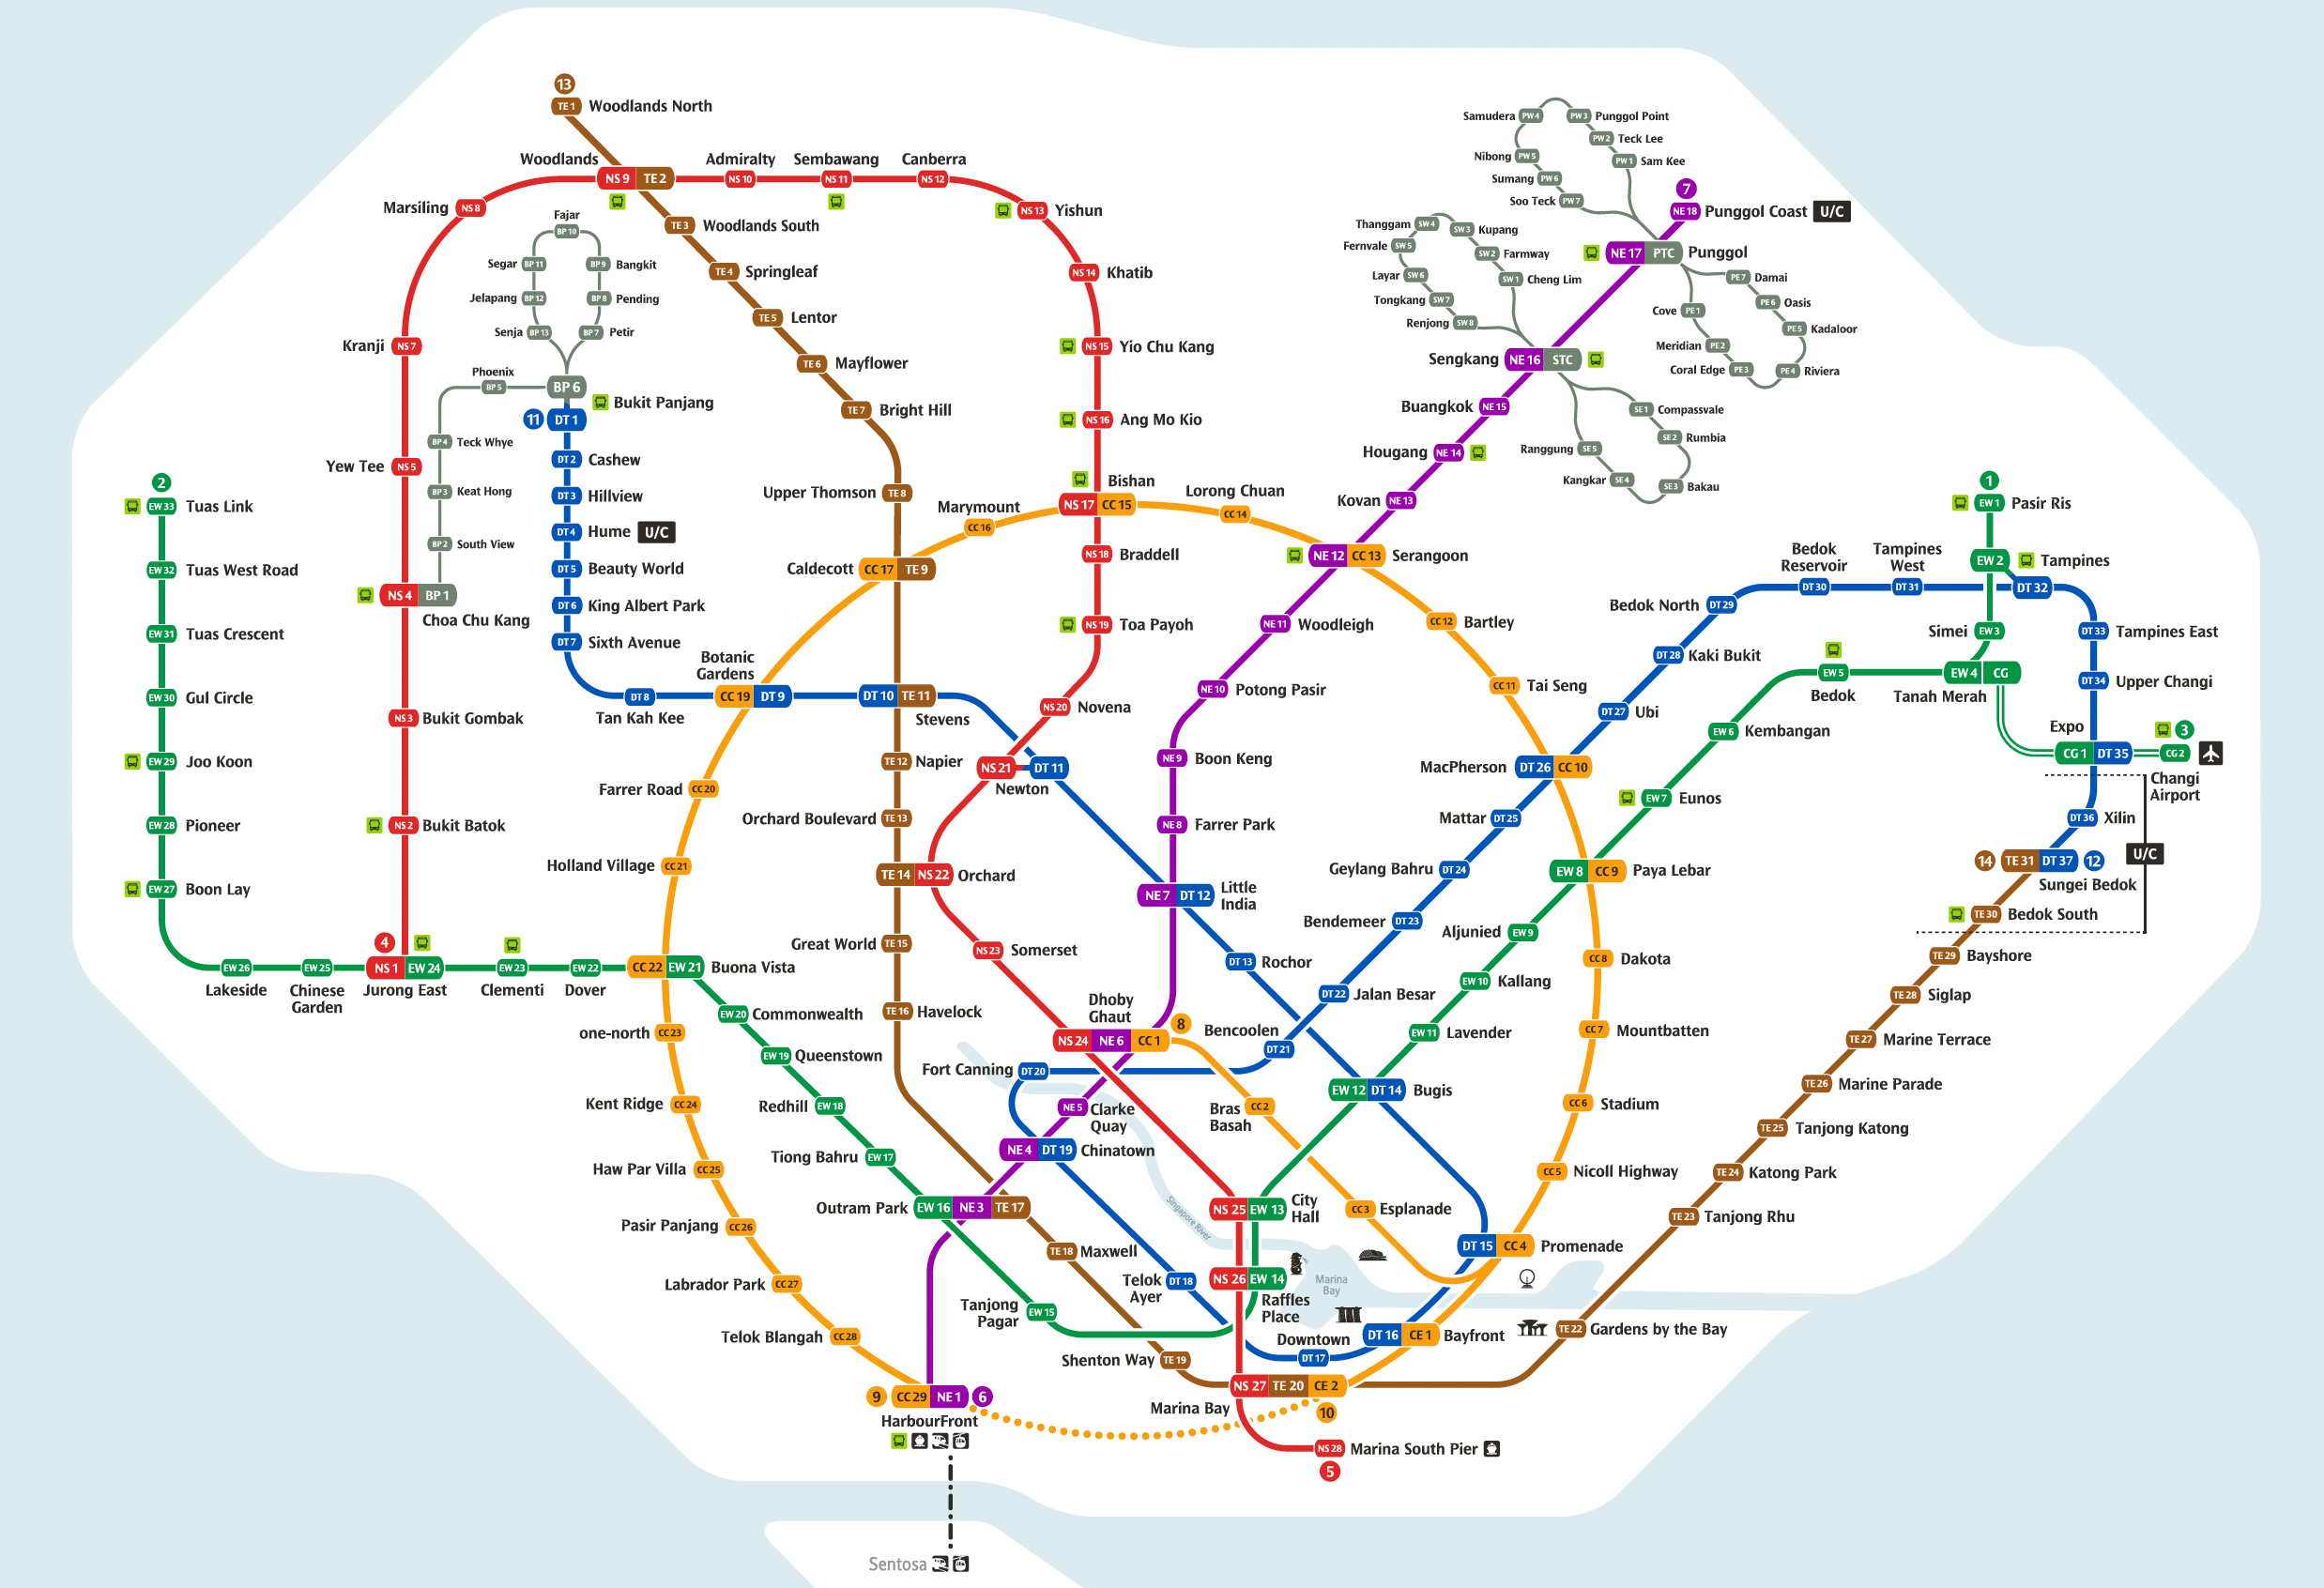 13
TE 1 Woodlands North
Woodlands
NS 9 TE 2
Admiralty
NS 10
Sembawang
NS 11
Canberra
NS 12
Marsiling NS 8
NS 13 Yishun
TE 3 Woodlands South
TE 4 Springleaf
TE 5 Lentor
TE 6 Mayflower
TE 7 Bright Hill
NS 14 Khatib
NS 15 Yio Chu Kang
NS 16 Ang Mo Kio
Kranji NS 7
Yew Tee NS 5
Fajar
BP 10
Segar BP 11
BP 9 Bangkit
Jelapang BP 12
BP 8 Pending
Senja BP 13
BP 7 Petir
Phoenix
BP 5
BP 6
Bukit Panjang
11 DT 1
BP 4 Teck Whye
BP 3 Keat Hong
BP 2 South View
NS 4 BP 1
Choa Chu Kang
DT 2 Cashew
DT 3 Hillview
DT 4 Hume U/C
DT 5 Beauty World
DT 6 King Albert Park
DT 7 Sixth Avenue
DT 8
Tan Kah Kee
Botanic
Gardens
CC 19 DT 9
DT 10 TE 11
Stevens
Samudera PW 4
PW 3 Punggol Point
PW 2 Teck Lee
PW 1 Sam Kee
Nibong PW 5
Sumang PW 6
Soo Teck PW 7
7
NE 18 Punggol Coast U/C
NE 17 PTC Punggol
Thanggam SW 4
SW 3 Kupang
Fernvale SW 5
SW 2 Farmway
Layar SW 6
SW 1 Cheng Lim
Tongkang SW 7
Renjong SW 8
PE 7 Damai
PE 6 Oasis
Cove PE 1
PE 5 Kadaloor
Meridian PE 2
Coral Edge PE 3
PE 4 Riviera
Sengkang NE 16 STC
SE 1 Compassvale
SE 2 Rumbia
Ranggung SE 5
Kangkar SE 4
SE 3 Bakau
Buangkok NE 15
Hougang NE 14
Kovan NE 13
NE 12 CC 13 Serangoon
NE 11 Woodleigh
NE 10 Potong Pasir
NE 9 Boon Keng
NE 8 Farrer Park
NE 7 DT 12 Little
India
2
EW 33 Tuas Link
EW 32 Tuas West Road
EW 31 Tuas Crescent
EW 30 Gul Circle
EW 29 Joo Koon
EW 28 Pioneer
EW 27 Boon Lay
EW 26
Lakeside
EW 25
Chinese
Garden
NS 3 Bukit Gombak
NS 2 Bukit Batok
4
NS 1 EW 24
Jurong East
EW 23
Clementi
EW 22
Dover
CC 22 EW 21 Buona Vista
Upper Thomson TE 8
Marymount
CC 16
Bishan
NS 17 CC 15
Lorong Chuan
CC 14
Caldecott CC 17 TE 9
NS 18 Braddell
NS 19 Toa Payoh
NS 20 Novena
NS 21 DT 11
Newton
CC 12 Bartley
CC 11 Tai Seng
MacPherson DT 26 CC 10
Farrer Road CC 20
Holland Village CC 21
TE 12 Napier
Orchard Boulevard TE 13
TE 14 NS 22 Orchard
Great World TE 15
TE 16 Havelock
NS 23 Somerset
DT 13 Rochor
Dhoby
Ghaut
NS 24 NE 6 CC 1 8
Bencoolen
DT 21
DT 22 Jalan Besar
Bendemeer DT 23
Geylang Bahru DT 24
Mattar DT 25
DT 27 Ubi
DT 28 Kaki Bukit
Bedok North DT 29
Bedok
Reservoir
DT 30
Tampines
West
DT 31
1
EW 1 Pasir Ris
EW 2 Tampines
DT 32
Simei EW 3
DT 33 Tampines East
EW 4 CG
Tanah Merah
DT 34 Upper Changi
EW 5
Bedok
EW 6 Kembangan
EW 7 Eunos
Expo
CG 1 DT 35
3
CG 2
Changi
Airport
DT 36 Xilin
U/C
14 TE 31 DT 37 12
Sungei Bedok
TE 30 Bedok South
TE 29 Bayshore
TE 28 Siglap
TE 27 Marine Terrace
TE 26 Marine Parade
TE 25 Tanjong Katong
TE 24 Katong Park
TE 23 Tanjong Rhu
TE 22 Gardens by the Bay
EW 8 CC 9 Paya Lebar
Aljunied EW 9
EW 10 Kallang
EW 11 Lavender
EW 12 DT 14 Bugis
CC 8 Dakota
CC 7 Mountbatten
CC 6 Stadium
CC 5 Nicoll Highway
DT 15 CC 4 Promenade
one-north CC 23
Kent Ridge CC 24
Haw Par Villa CC 25
Pasir Panjang CC 26
Labrador Park CC 27
Telok Blangah CC 28
9 CC 29 NE 1 6
HarbourFront
EW 20 Commonwealth
EW 19 Queenstown
Redhill EW 18
Tiong Bahru EW 17
Outram Park EW 16 NE 3 TE 17
Fort Canning DT 20
NE 5 Clarke
Quay
NE 4 DT 19 Chinatown
Bras
Basah
CC 2
CC 3 Esplanade
NS 25 EW 13 City
Hall
Singapore River
TE 18 Maxwell
Telok
Ayer
DT 18
NS 26 EW 14
Raffles
Place
Marina
Bay
Tanjong
Pagar
EW 15
Shenton Way TE 19
Downtown
DT 17
DT 16 CE 1 Bayfront
NS 27 TE 20 CE 2
Marina Bay
10
NS 28 Marina South Pier
5
Sentosa